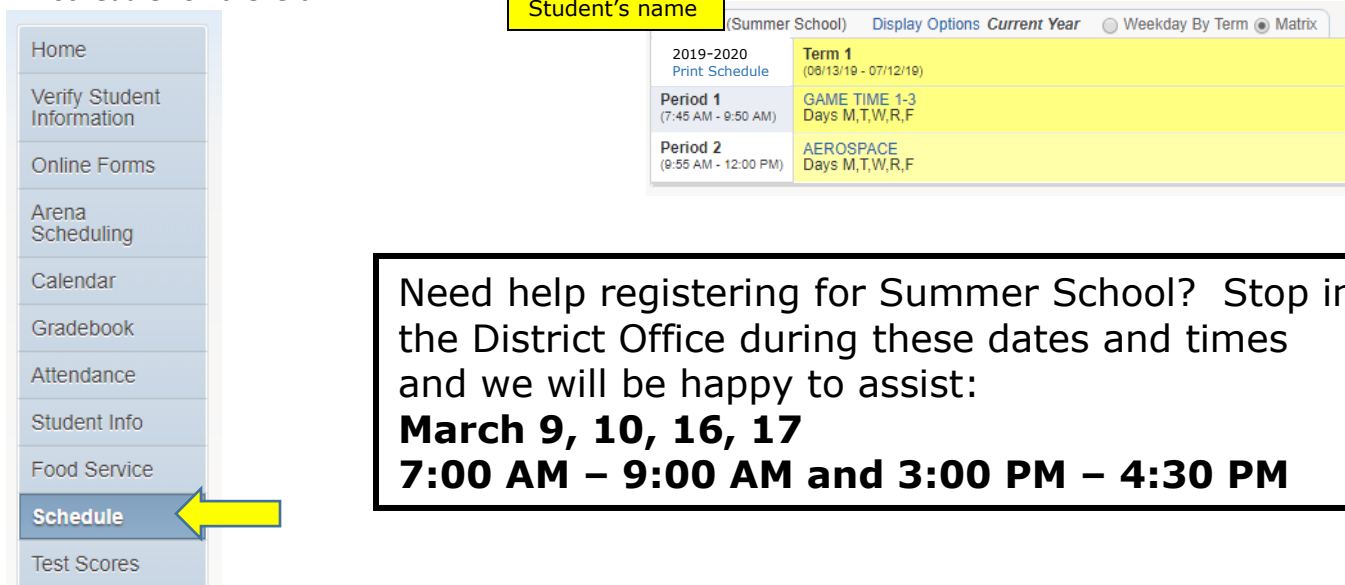 Student's name
(Summer School) Display Options Current Year Weekday By Term Matrix
2019-2020
Print Schedule
Term 1
(06/13/19 - 07/12/19)
Period 1
(7:45 AM - 9:50 AM)
GAME TIME 1-3
Days M,T,W,R,F
Period 2
(9:55 AM - 12:00 PM)
AEROSPACE
Days M,T,W,R,F
Home
Verify Student
Information
Online Forms
Arena
Scheduling
Calendar
Gradebook
Attendance
Student Info
Food Service
Schedule
Test Scores
Need help registering for Summer School? Stop in
the District Office during these dates and times
and we will be happy to assist:
March 9, 10, 16, 17
7:00 AM – 9:00 AM and 3:00 PM – 4:30 PM